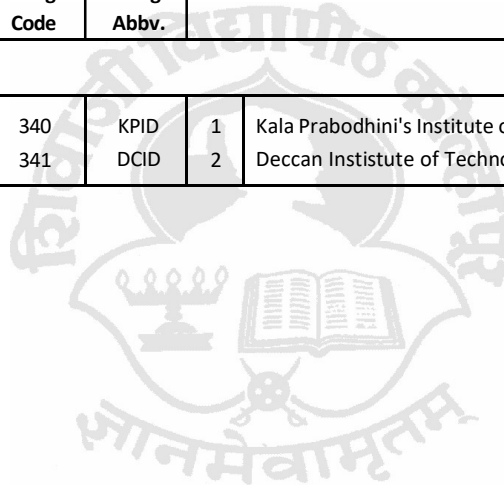 Code Abbv.
340 KPID 1 Kala Prabodhini's Institute
341 DCID 2 Deccan Instistute of
शिवाजी विद्यापीठ कोल्हापूर
ज्ञानमेवामृतम्